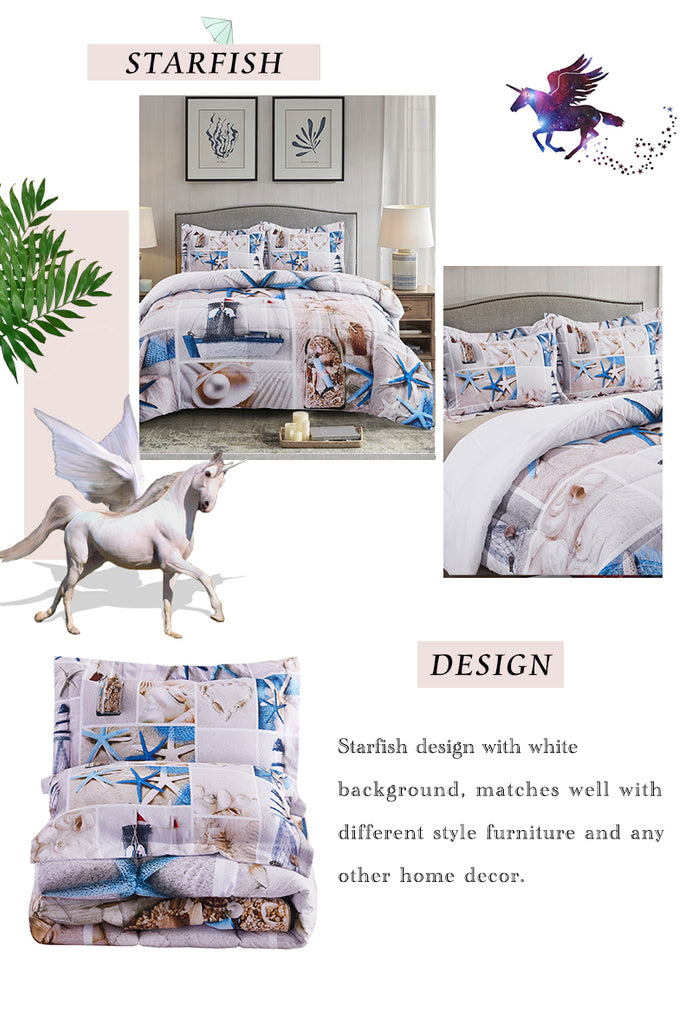 STARFISH
DESIGN
Starfish design with white
background, matches well with
different style furniture and any
other home decor.